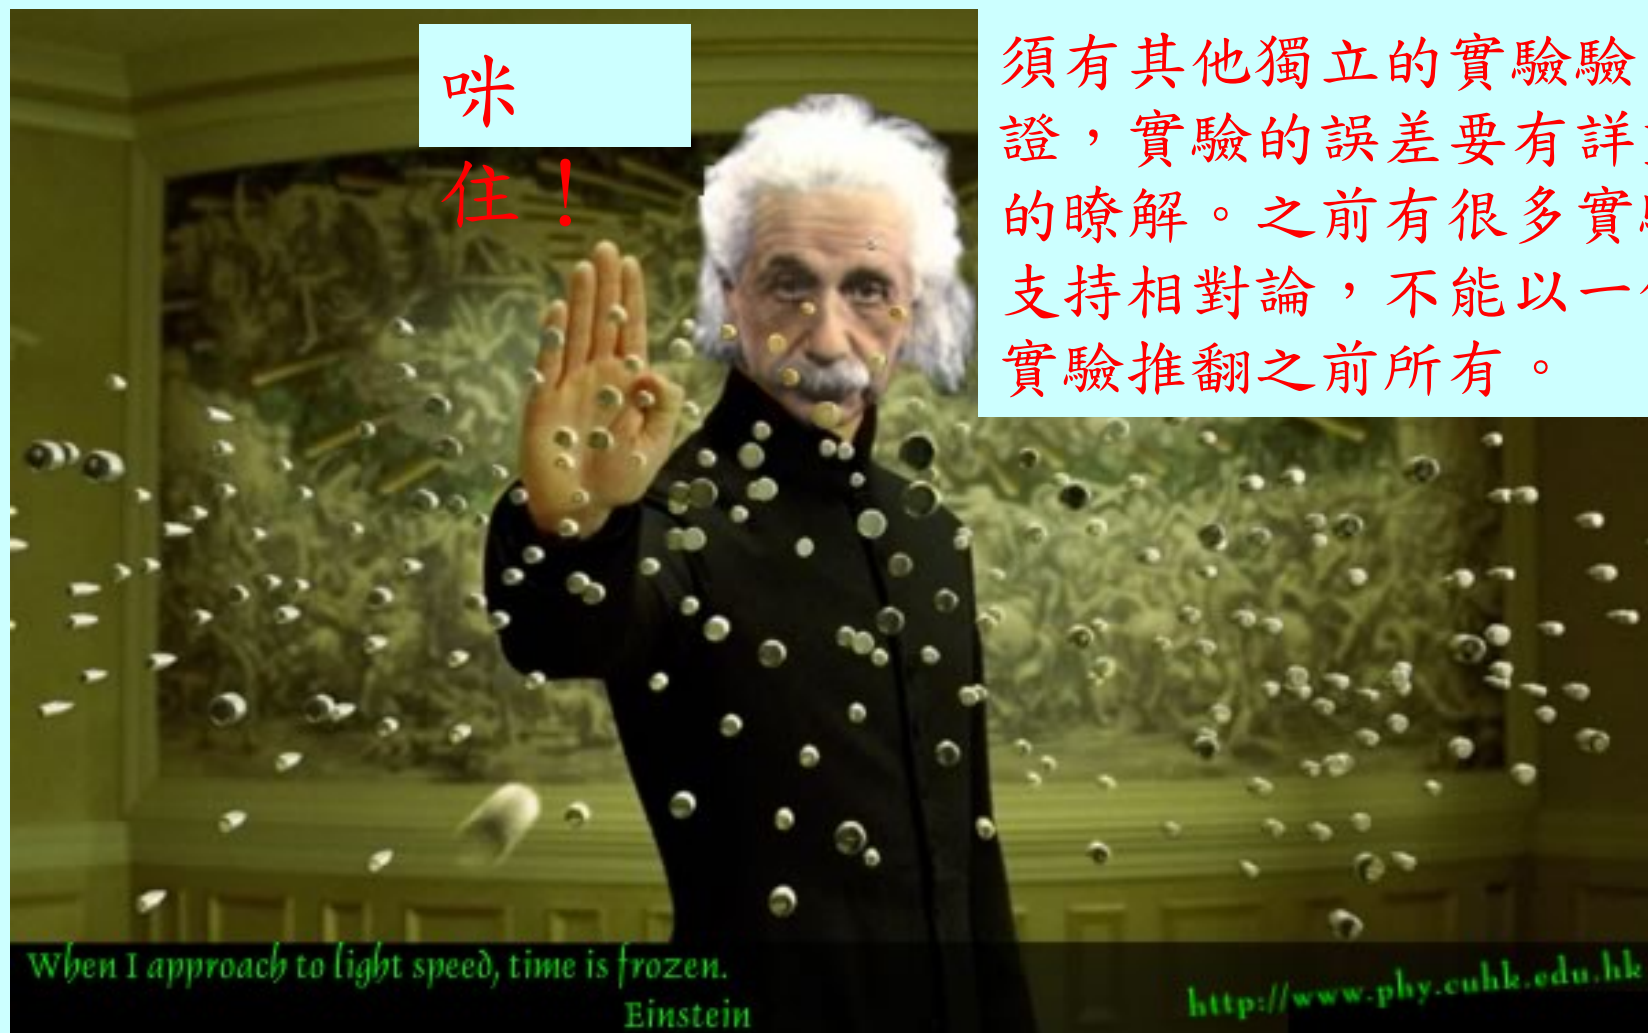 咪
住！
須有其他獨立的實驗驗
證，實驗的誤差要有詳
的瞭解。之前有很多實
支持相對論，不能以一
實驗推翻之前所有。
When I approach to light speed, time is frozen.
Einstein
http://www.phy.cuhk.edu.hk